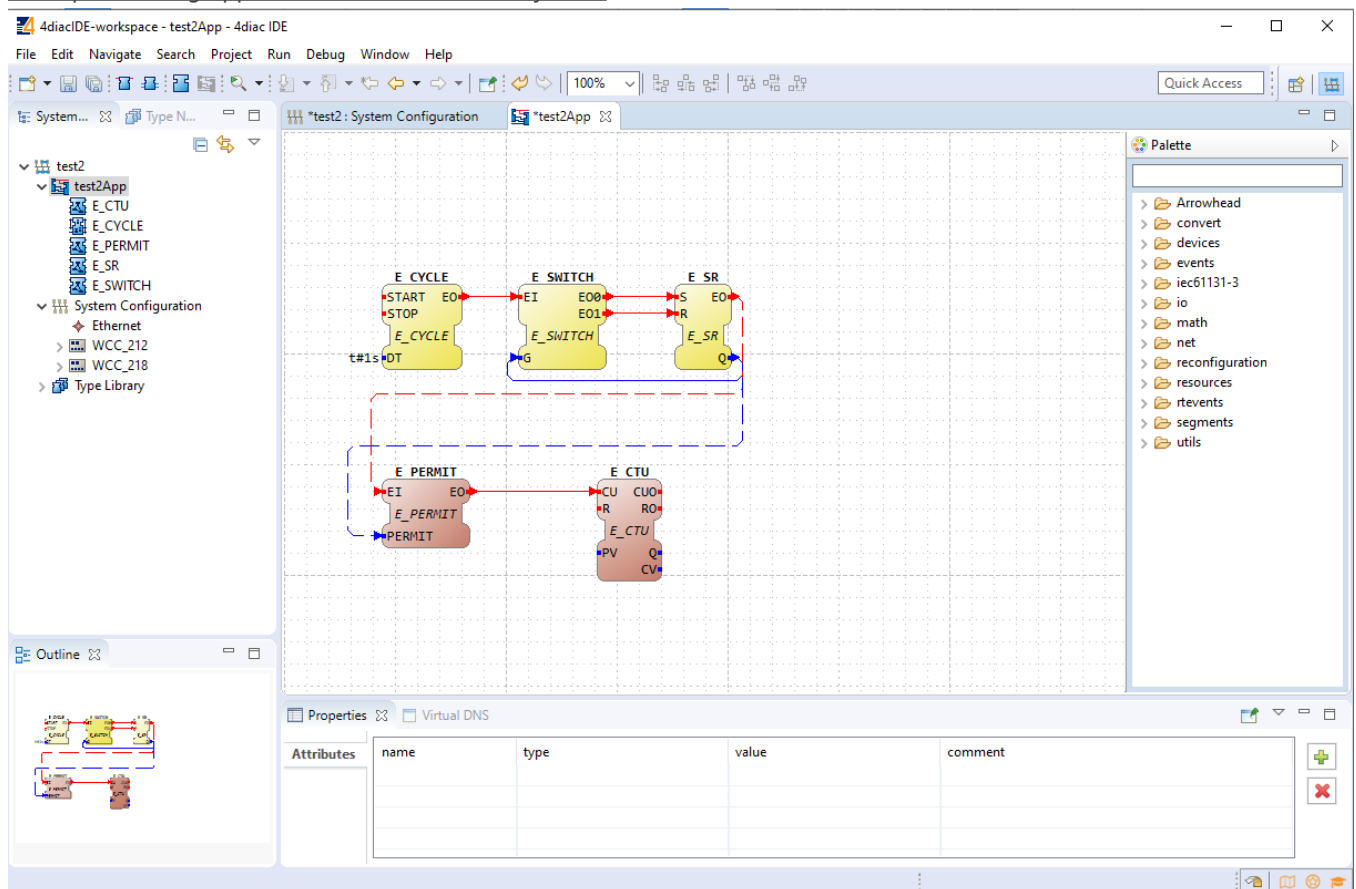 4diacIDE-workspace - test2App - 4diac IDE
File Edit Navigate Search Project Run Debug Window Help
100%
Quick Access
System...
Type N...
*test2 : System Configuration
*test2App
test2
test2App
E_CTU
E_CYCLE
E_PERMIT
E_SR
E_SWITCH
System Configuration
Ethernet
WCC_212
WCC_218
Type Library
E_CYCLE
START EO
STOP
E_CYCLE
t#1s DT
E_SWITCH
EI EO0
EO1
E_SWITCH
G
E_SR
S EO
R
E_SR
Q
E_PERMIT
EI EO
E_PERMIT
PERMIT
E_CTU
CU CUO
R RO
E_CTU
PV Q
CV
Palette
Arrowhead
convert
devices
events
iec61131-3
io
math
net
reconfiguration
resources
rtevents
segments
utils
Outline
Properties
Virtual DNS
Attributes
name type value comment